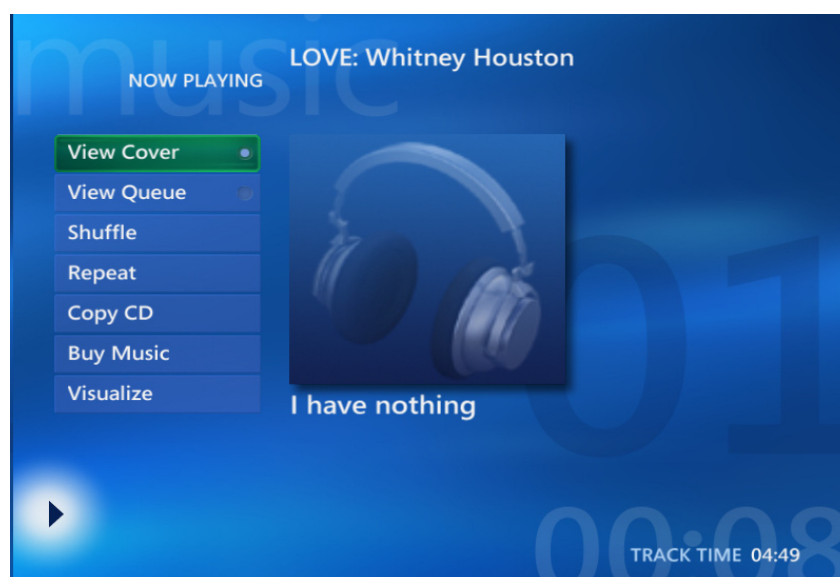 music
LOVE: Whitney Houston
NOW PLAYING
View Cover
View Queue
Shuffle
Repeat
Copy CD
Buy Music
Visualize
I have nothing
01
00:08
TRACK TIME 04:49